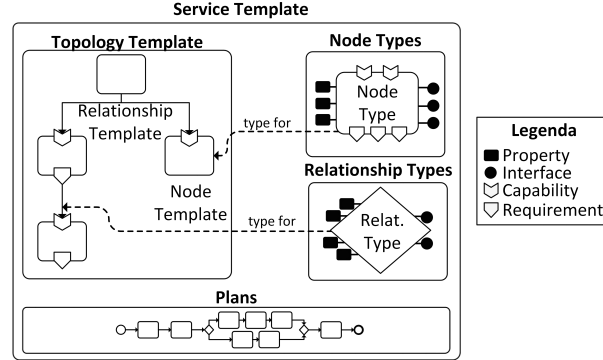 Service Template
Topology Template
Relationship
Template
Node
Template
type for
type for
Node Types
Node
Type
Relationship Types
Relat.
Type
Plans
Legenda
Property
Interface
Capability
Requirement